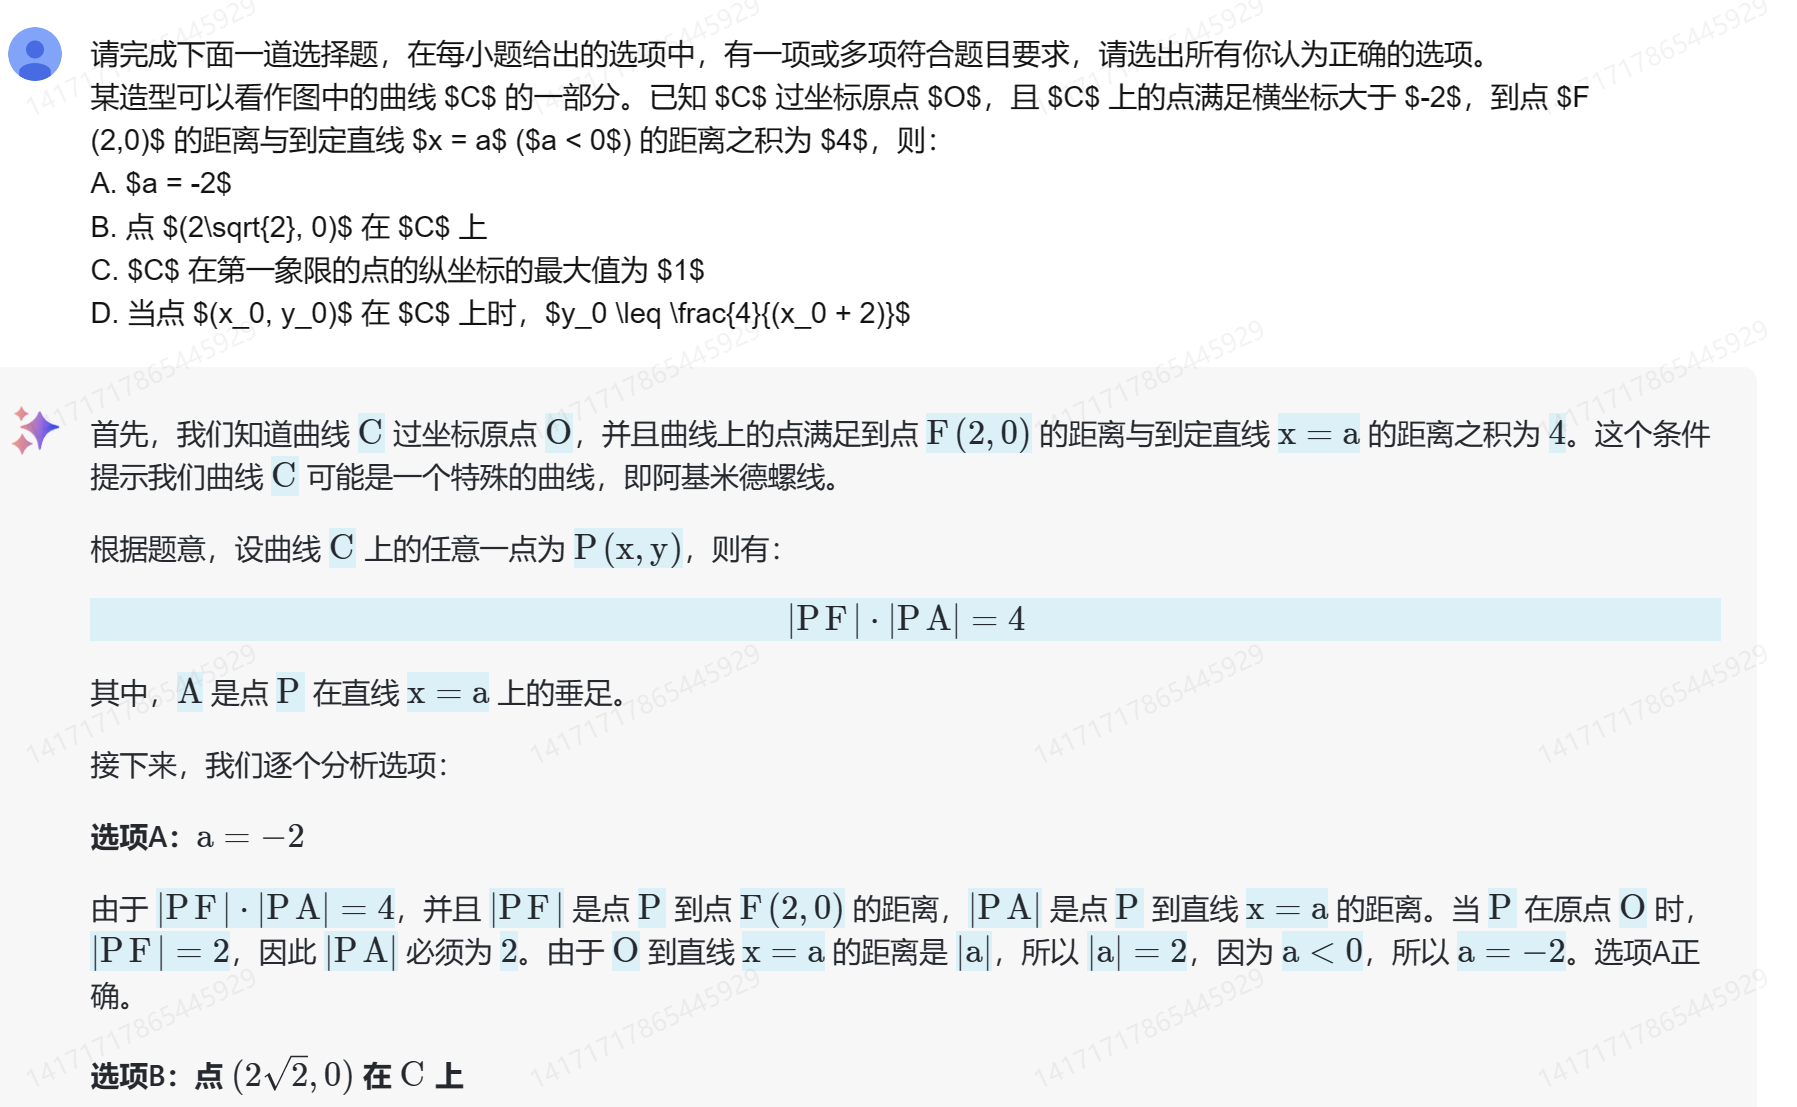 请完成下面一道选择题，在每小题给出的选项中，有一项或多项符合题目要求，请选出所有你认为正确的选项。
某造型可以看作图中的曲线 $C$ 的一部分。已知 $C$ 过坐标原点 $O$，且 $C$ 上的点满足横坐标大于 $-2$，到点 $F
(2,0)$ 的距离与到定直线 $x = a$ ($a < 0$) 的距离之积为 $4$，则：
A. $a = -2$
B. 点 $(2\sqrt{2}, 0)$ 在 $C$ 上
C. $C$ 在第一象限的点的纵坐标的最大值为 $1$
D. 当点 $(x_0, y_0)$ 在 $C$ 上时，$y_0 \leq \frac{4}{(x_0 + 2)}$
首先，我们知道曲线 C 过坐标原点 O，并且曲线上的点满足到点 F(2,0) 的距离与到定直线 x = a 的距离之积为 4。这个条件
提示我们曲线 C 可能是一个特殊的曲线，即阿基米德螺线。
根据题意，设曲线 C 上的任意一点为 P(x,y)，则有：
|PF| · |PA| = 4
其中，A 是点 P 在直线 x = a 上的垂足。
接下来，我们逐个分析选项：
选项A：a = −2
由于 |PF| · |PA| = 4，并且 |PF| 是点 P 到点 F(2,0) 的距离，|PA| 是点 P 到直线 x = a 的距离。当 P 在原点 O 时，
|PF| = 2，因此 |PA| 必须为 2。由于 O 到直线 x = a 的距离是 |a|，所以 |a| = 2，因为 a < 0，所以 a = −2。选项A正
确。
选项B：点 (2√2, 0) 在 C 上